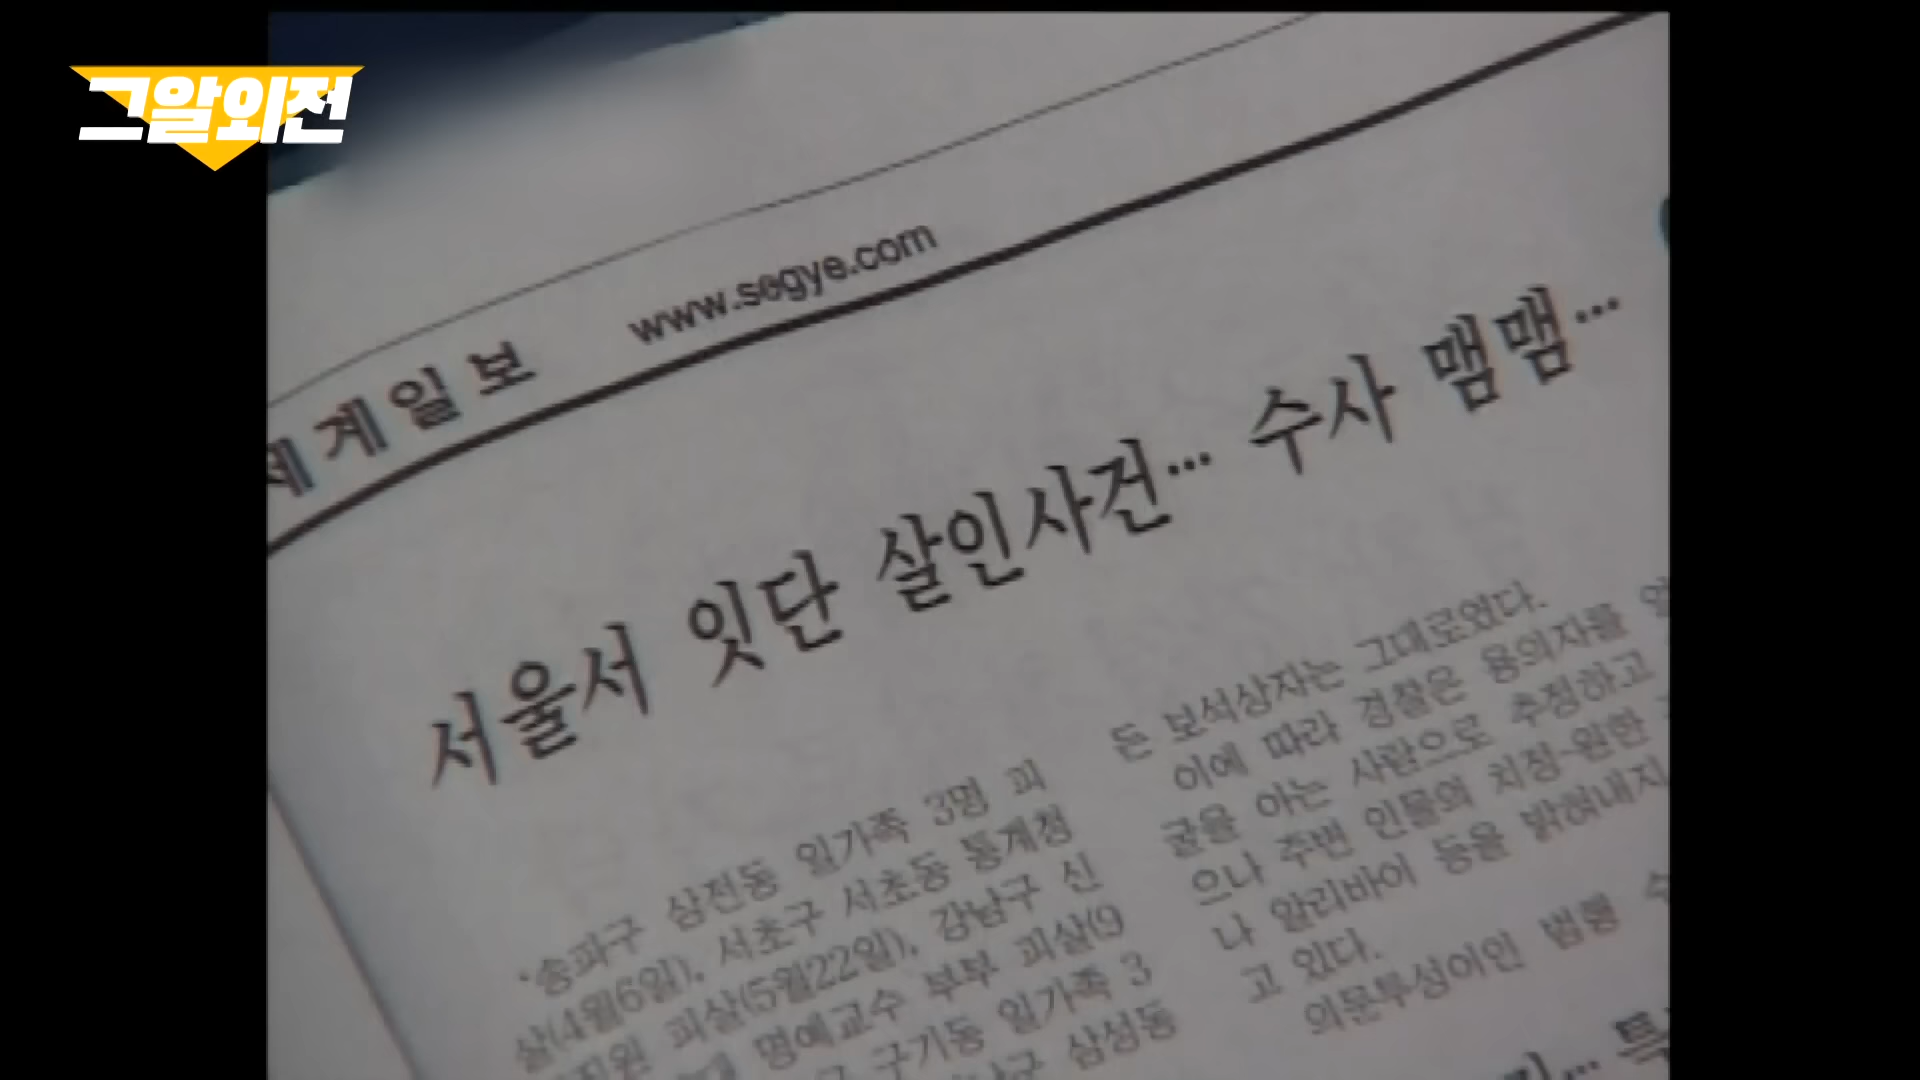 그알외전
세계일보 www.segye.com
서울서 잇단 살인사건… 수사 맴맴…
·송파구 삼전동 일가족 3명 피
살(4월6일), 서초구 서초동 통계청
직원 피살(5월22일), 강남구 신
명예교수 부부 피살(9
구기동 일가족 3
삼성동
든 보석상자는 그대로였다.
이에 따라 경찰은 용의자를
굴을 아는 사람으로 추정하고
으나 주변 인물의 치정·원한
나 알리바이 등을 밝혀내지
고 있다.
의문투성이인 범행